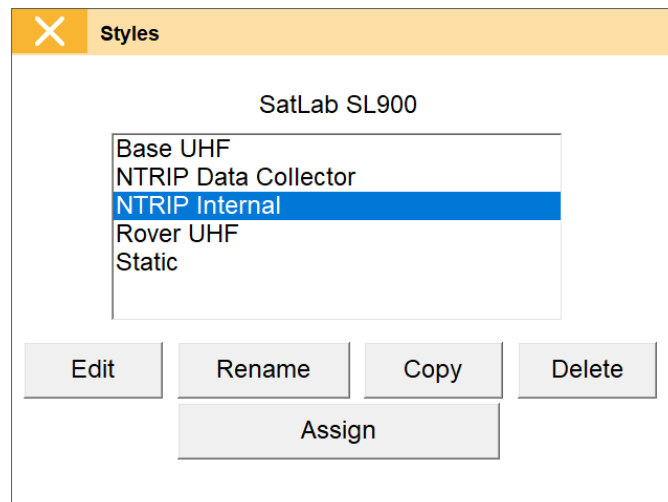 Styles
SatLab SL900
Base UHF
NTRIP Data Collector
NTRIP Internal
Rover UHF
Static
Edit Rename Copy Delete
Assign